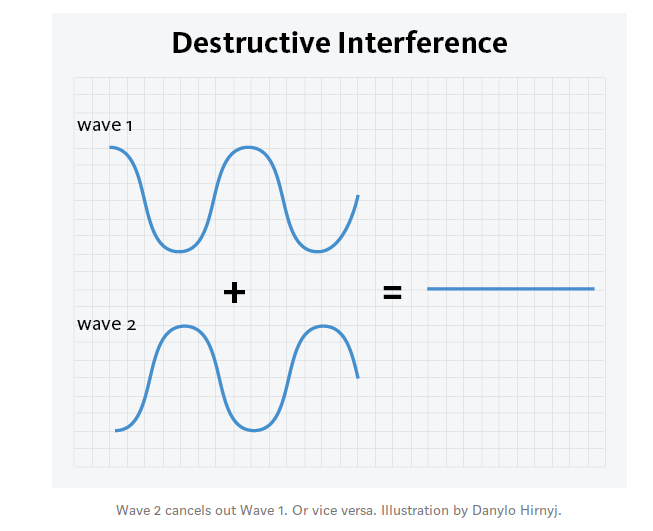 Destructive Interference
wave 1
+
=
wave 2
Wave 2 cancels out Wave 1. Or vice versa. Illustration by Danylo Hirnyj.